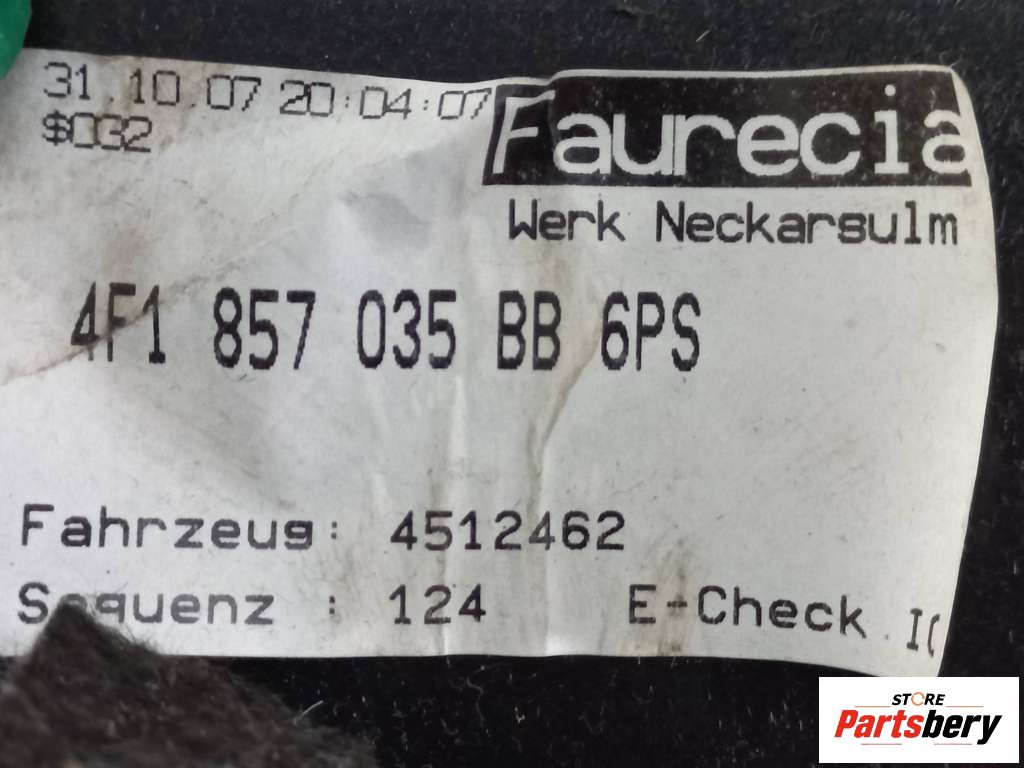 31.10.07 20:04:07
$032
Faurecia
Werk Neckarsulm
4F1 857 035 BB 6PS
Fahrzeug: 4512462
Sequenz : 124 E-Check
STORE
Partsbery